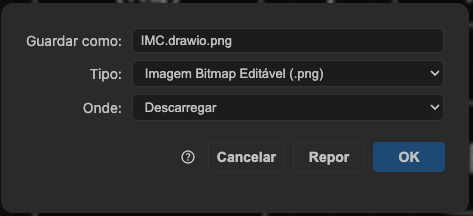 Guardar como: IMC.drawio.png
Tipo: Imagem Bitmap Editável (.png)
Onde: Descarregar
Cancelar Repor OK